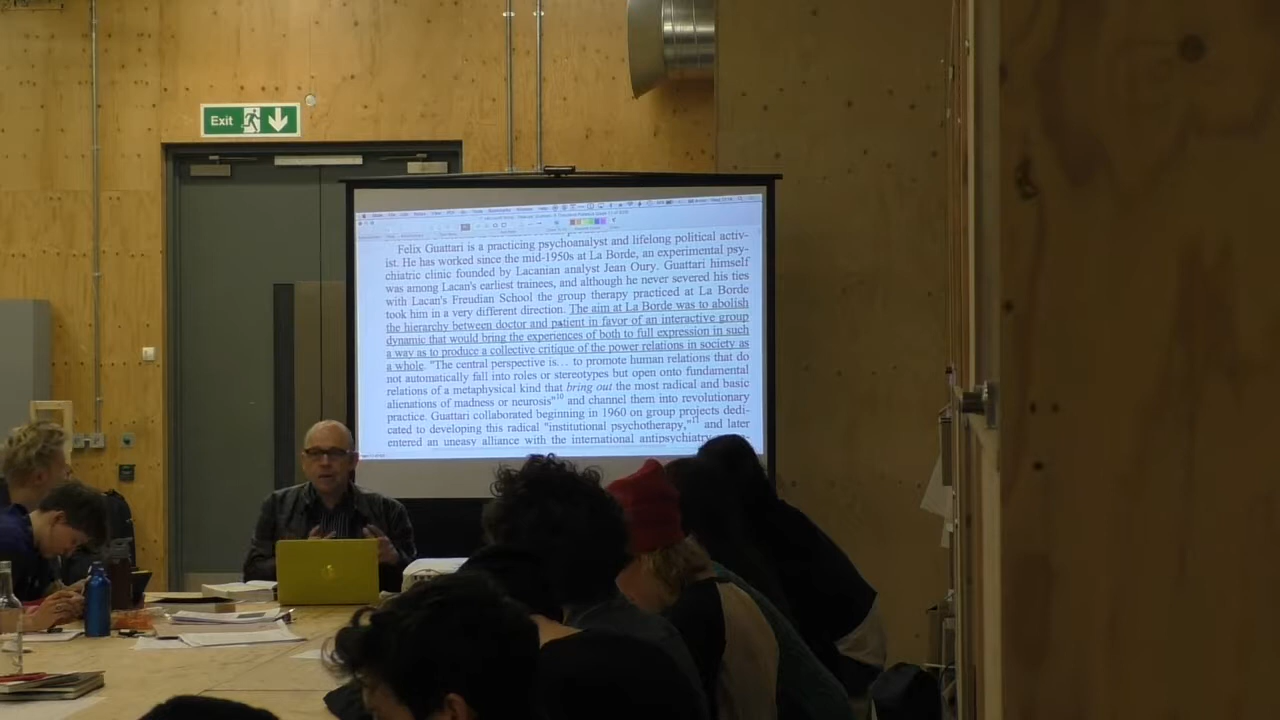 Exit
Felix Guattari is a practicing psychoanalyst and lifelong political activ-
ist. He has worked since the mid-1950s at La Borde, an experimental psy-
chiatric clinic founded by Lacanian analyst Jean Oury. Guattari himself
was among Lacan's earliest trainees, and although he never severed his ties
with Lacan's Freudian School the group therapy practiced at La Borde
took him in a very different direction. The aim at La Borde was to abolish
the hierarchy between doctor and patient in favor of an interactive group
dynamic that would bring the experiences of both to full expression in such
a way as to produce a collective critique of the power relations in society as
a whole. "The central perspective is... to promote human relations that do
not automatically fall into roles or stereotypes but open onto fundamental
relations of a metaphysical kind that bring out the most radical and basic
alienations of madness or neurosis"10 and channel them into revolutionary
practice. Guattari collaborated beginning in 1960 on group projects dedi-
cated to developing this radical "institutional psychotherapy,"11 and later
entered an uneasy alliance with the international antipsychiatry